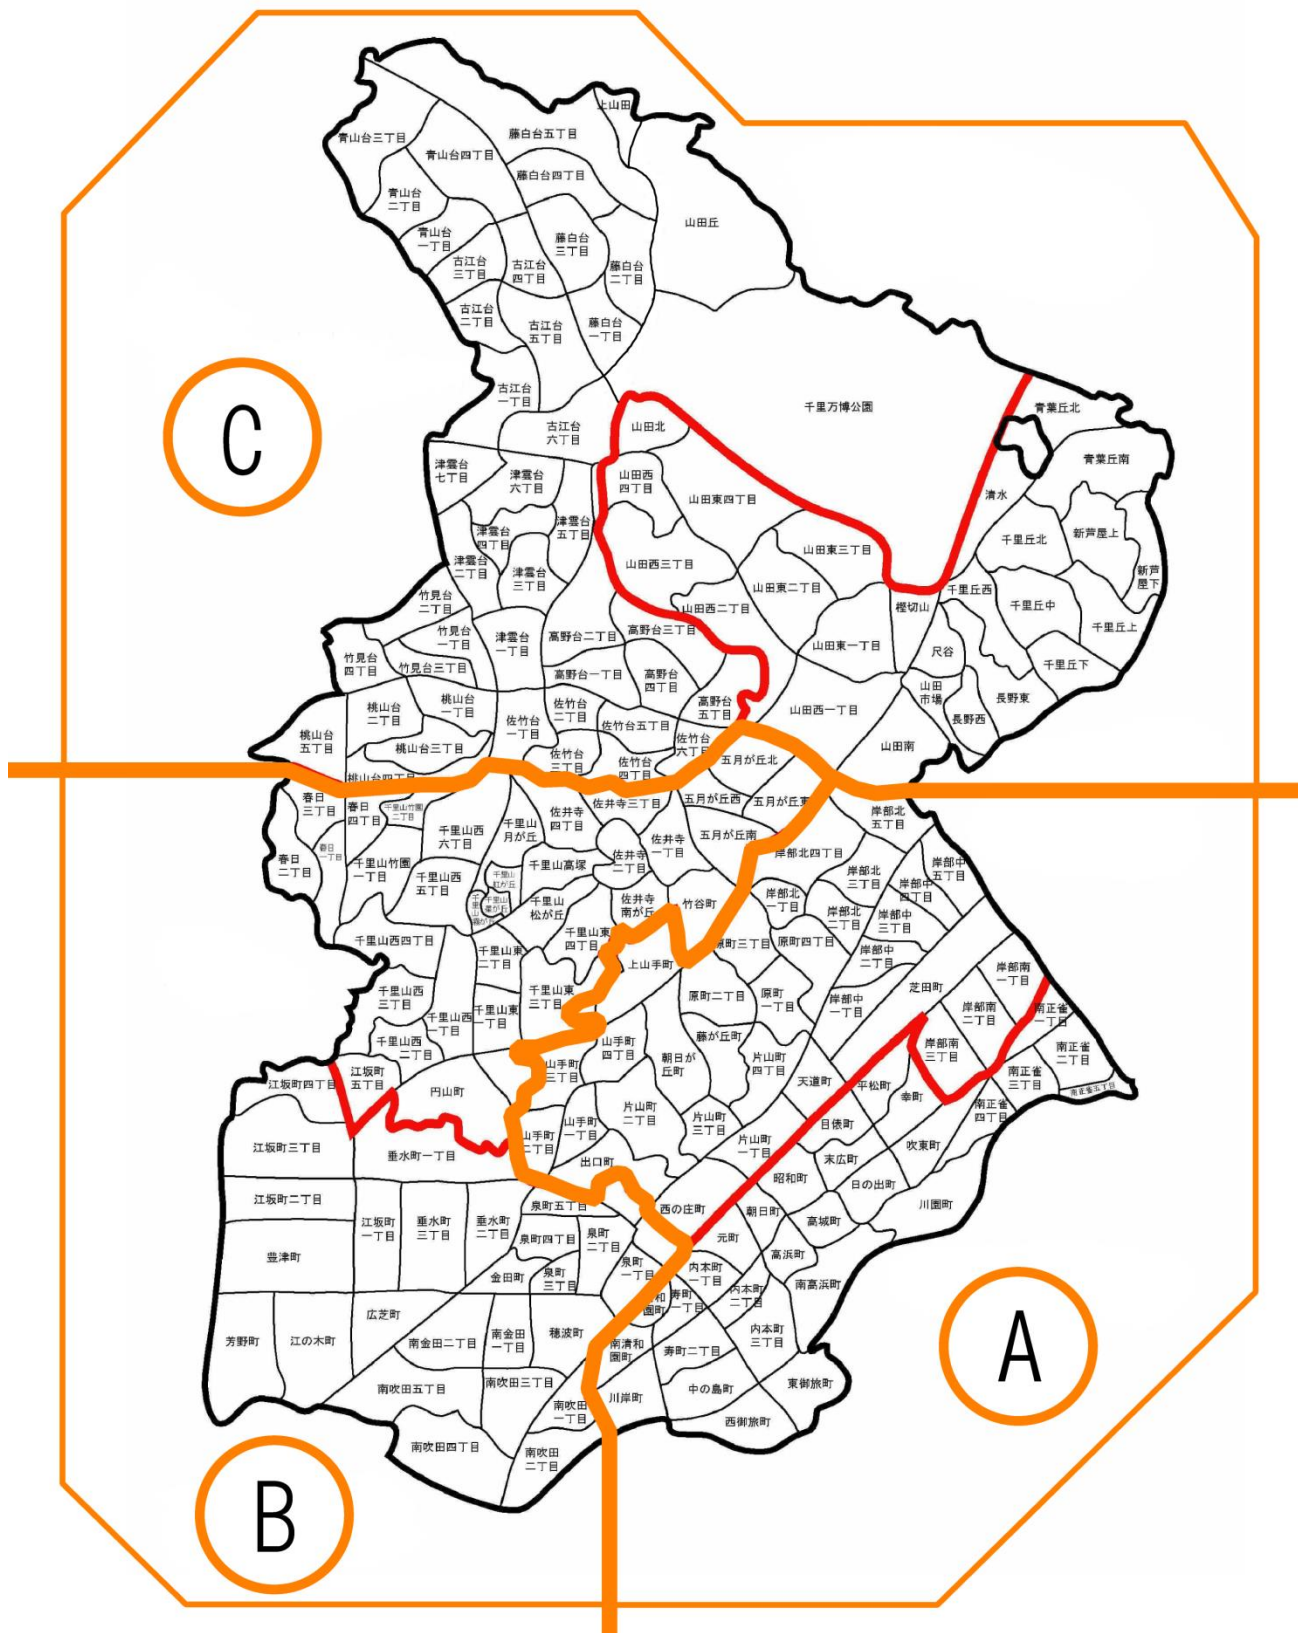 上山田
青山台三丁目
藤白台五丁目
青山台四丁目
藤白台四丁目
青山台
二丁目
山田丘
青山台
一丁目
藤白台
三丁目
古江台
三丁目
古江台
四丁目
藤白台
二丁目
古江台
二丁目
古江台
五丁目
藤白台
一丁目
古江台
一丁目
千里万博公園
青葉丘北
C
古江台
六丁目
山田北
青葉丘南
津雲台
七丁目
津雲台
六丁目
山田西
四丁目
山田東四丁目
清水
津雲台
五丁目
津雲台
四丁目
千里丘北
新芦屋上
山田東三丁目
津雲台
二丁目
津雲台
三丁目
山田西三丁目
山田東二丁目
新芦
屋下
竹見台
二丁目
千里丘西
山田西二丁目
樫切山
千里丘中
竹見台
一丁目
津雲台
一丁目
高野台二丁目
高野台三丁目
千里丘上
竹見台
四丁目
竹見台三丁目
山田東一丁目
尺谷
千里丘下
高野台一丁目
高野台
四丁目
山田
市場
長野東
桃山台
一丁目
高野台
五丁目
桃山台
二丁目
佐竹台
二丁目
山田西一丁目
長野西
佐竹台
一丁目
佐竹台五丁目
桃山台
五丁目
桃山台三丁目
佐竹台
六丁目
山田南
佐竹台
三丁目
佐竹台
四丁目
五月が丘北
桃山台四丁目
春日
三丁目
春日
四丁目
千里山竹園
二丁目
佐井寺三丁目
五月が丘西
五月が丘東
千里山西
六丁目
千里山
月が丘
佐井寺
四丁目
岸部北
五丁目
春日
一丁目
佐井寺
一丁目
五月が丘南
岸部北四丁目
春日
二丁目
千里山竹園
一丁目
千里山高塚
佐井寺
二丁目
岸部中
五丁目
千里山西
五丁目
千里山
虹が丘
岸部北
三丁目
岸部中
四丁目
千里山
星が丘
千里山
霧が丘
千里山
松が丘
佐井寺
南が丘
竹谷町
岸部北
一丁目
岸部北
二丁目
岸部中
三丁目
千里山西四丁目
千里山東
二丁目
千里山東
四丁目
原町三丁目
原町四丁目
岸部中
二丁目
上山手町
岸部南
一丁目
千里山西
三丁目
千里山東
三丁目
原町二丁目
原町
一丁目
岸部中
一丁目
芝田町
千里山西
一丁目
千里山東
一丁目
岸部南
二丁目
南正雀
一丁目
千里山西
二丁目
山手町
四丁目
藤が丘町
岸部南
三丁目
南正雀
二丁目
江坂町四丁目
江坂町
五丁目
円山町
山手町
三丁目
朝日が
丘町
片山町
四丁目
天道町
平松町
幸町
南正雀
三丁目
南正雀五丁目
南正雀
四丁目
片山町
二丁目
片山町
三丁目
目俵町
江坂町三丁目
垂水町一丁目
山手町
二丁目
山手町
一丁目
片山町
一丁目
吹東町
出口町
末広町
昭和町
日の出町
江坂町二丁目
泉町五丁目
西の庄町
朝日町
川園町
江坂町
一丁目
垂水町
三丁目
垂水町
二丁目
高城町
泉町四丁目
泉町
二丁目
元町
豊津町
高浜町
金田町
泉町
三丁目
泉町
一丁目
内本町
一丁目
南高浜町
内本町
二丁目
寿町
一丁目
広芝町
和
園町
芳野町
江の木町
南金田二丁目
南金田
一丁目
穂波町
南清和
園町
寿町二丁目
内本町
三丁目
A
南吹田五丁目
南吹田三丁目
川岸町
中の島町
東御旅町
南吹田
一丁目
西御旅町
南吹田四丁目
南吹田
二丁目
B